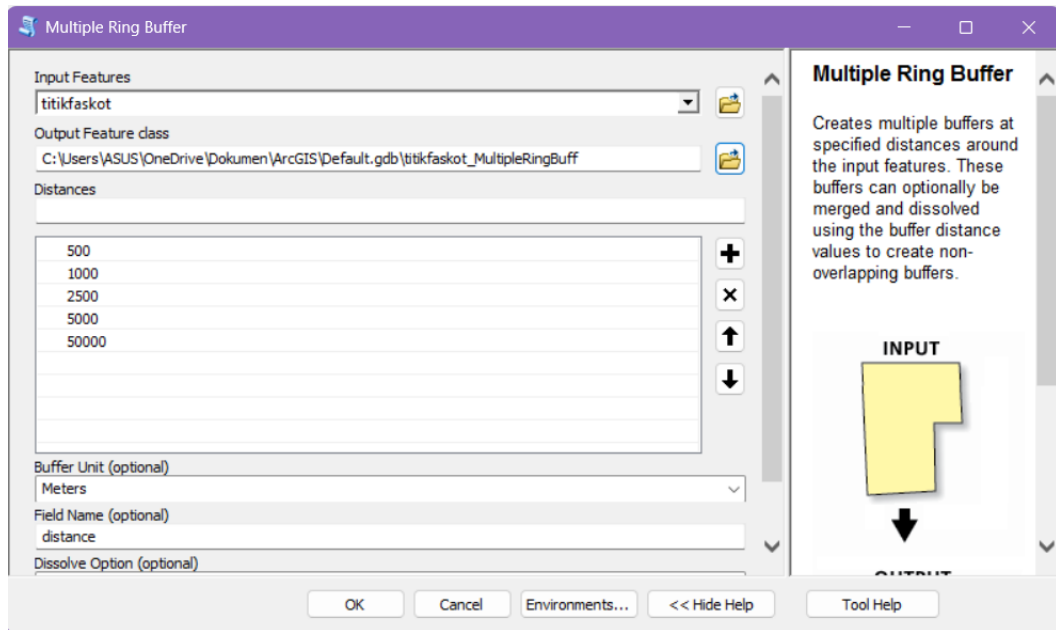 Multiple Ring Buffer
Input Features
titikfaskot
Output Feature class
C:\Users\ASUS\OneDrive\Dokumen\ArcGIS\Default.gdb\titikfaskot_MultipleRingBuff
Distances
500
1000
2500
5000
50000
Buffer Unit (optional)
Meters
Field Name (optional)
distance
Dissolve Option (optional)
OK
Cancel
Environments...
<< Hide Help
Tool Help
Multiple Ring Buffer
Creates multiple buffers at
specified distances around
the input features. These
buffers can optionally be
merged and dissolved
using the buffer distance
values to create non-
overlapping buffers.
INPUT
OUTPUT